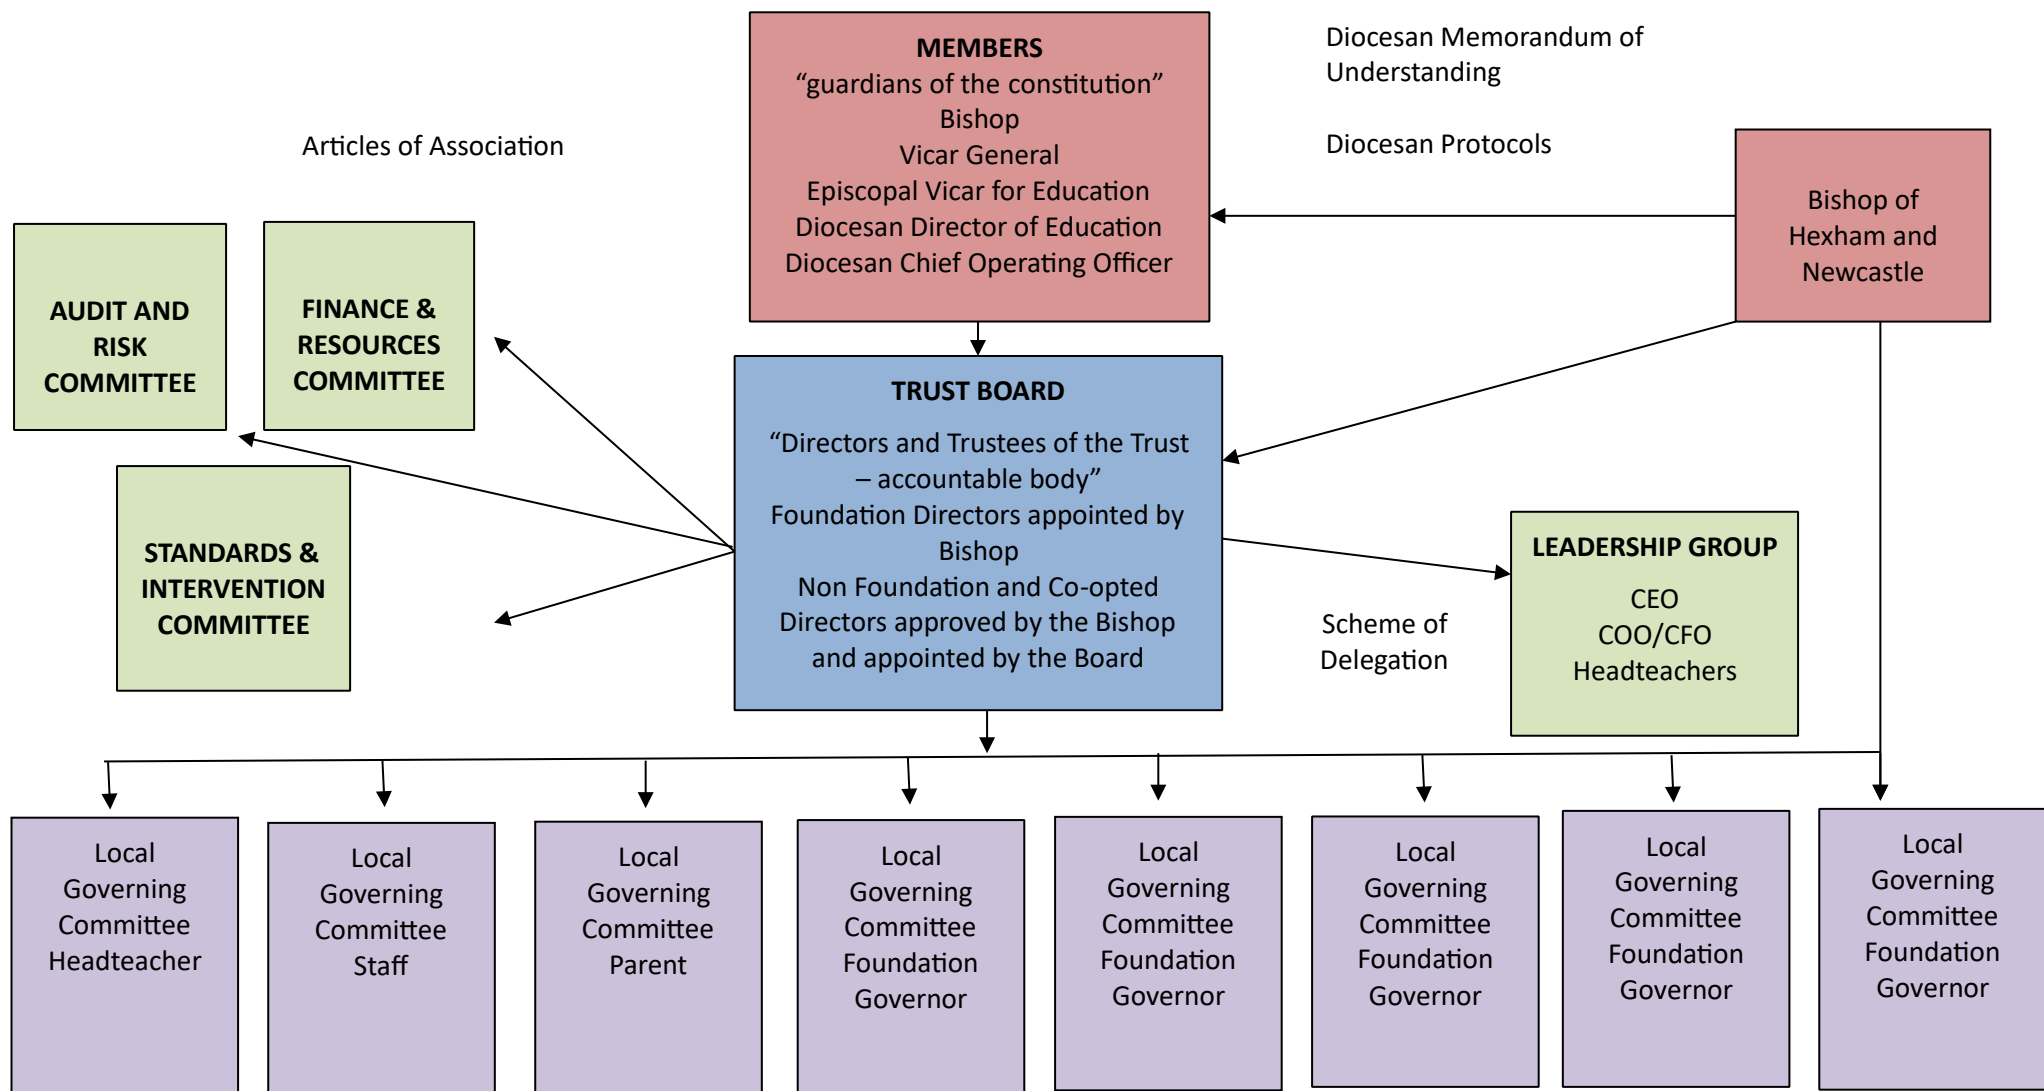 MEMBERS
“guardians of the constitution”
Bishop
Vicar General
Episcopal Vicar for Education
Diocesan Director of Education
Diocesan Chief Operating Officer
Diocesan Memorandum of
Understanding
Diocesan Protocols
Articles of Association
Bishop of
Hexham and
Newcastle
AUDIT AND
RISK
COMMITTEE
FINANCE &
RESOURCES
COMMITTEE
STANDARDS &
INTERVENTION
COMMITTEE
TRUST BOARD
“Directors and Trustees of the Trust
– accountable body”
Foundation Directors appointed by
Bishop
Non Foundation and Co-opted
Directors approved by the Bishop
and appointed by the Board
Scheme of
Delegation
LEADERSHIP GROUP
CEO
COO/CFO
Headteachers
Local
Governing
Committee
Headteacher
Local
Governing
Committee
Staff
Local
Governing
Committee
Parent
Local
Governing
Committee
Foundation
Governor
Local
Governing
Committee
Foundation
Governor
Local
Governing
Committee
Foundation
Governor
Local
Governing
Committee
Foundation
Governor
Local
Governing
Committee
Foundation
Governor